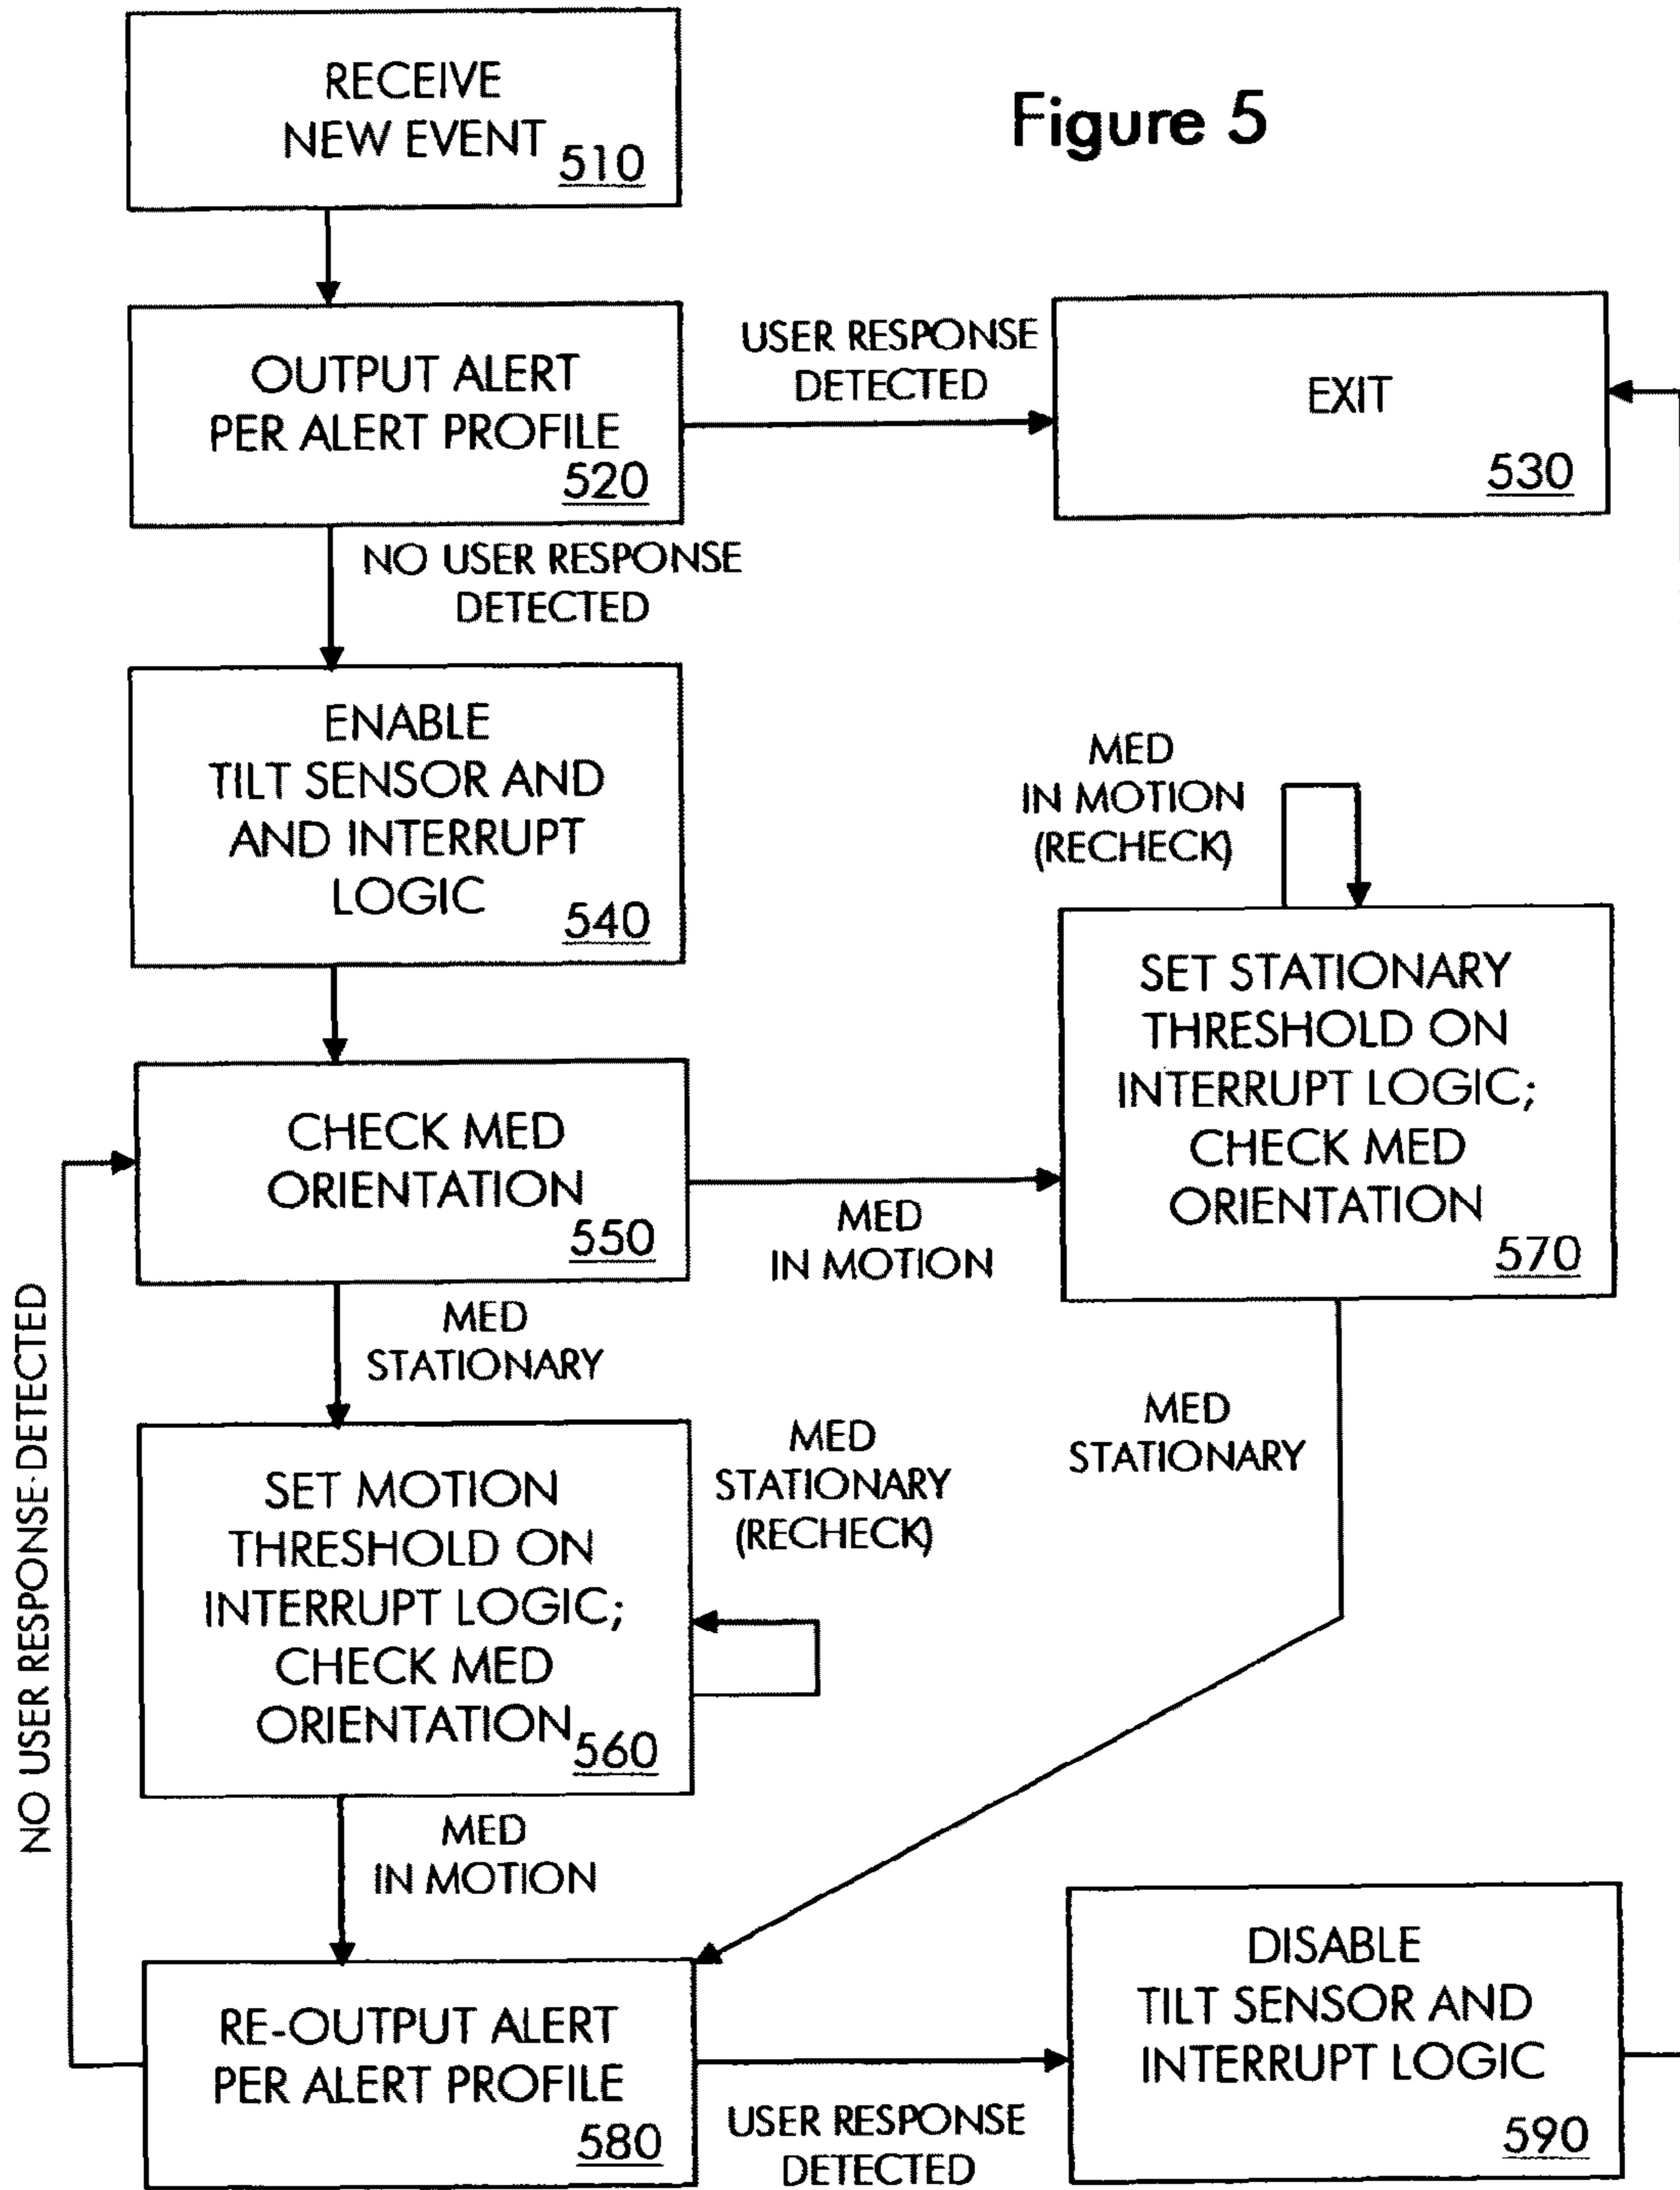 RECEIVE
NEW EVENT
510
Figure 5
OUTPUT ALERT
PER ALERT PROFILE
520
USER RESPONSE
DETECTED
EXIT
530
NO USER RESPONSE
DETECTED
ENABLE
TILT SENSOR AND
AND INTERRUPT
LOGIC
540
MED
IN MOTION
(RECHECK)
SET STATIONARY
THRESHOLD ON
INTERRUPT LOGIC;
CHECK MED
ORIENTATION
570
CHECK MED
ORIENTATION
550
MED
IN MOTION
MED
STATIONARY
MED
STATIONARY
NO USER RESPONSE-DETECTED
SET MOTION
THRESHOLD ON
INTERRUPT LOGIC;
CHECK MED
ORIENTATION
560
MED
STATIONARY
(RECHECK)
MED
IN MOTION
RE-OUTPUT ALERT
PER ALERT PROFILE
580
USER RESPONSE
DETECTED
DISABLE
TILT SENSOR AND
INTERRUPT LOGIC
590